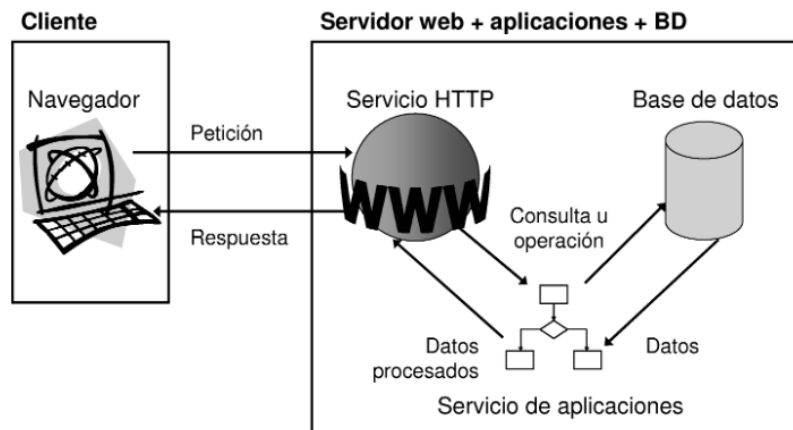 Cliente
Servidor web + aplicaciones + BD
Navegador
Servicio HTTP
Base de datos
Petición
WWW
Respuesta
Consulta u
operación
Datos
procesados
Datos
Servicio de aplicaciones